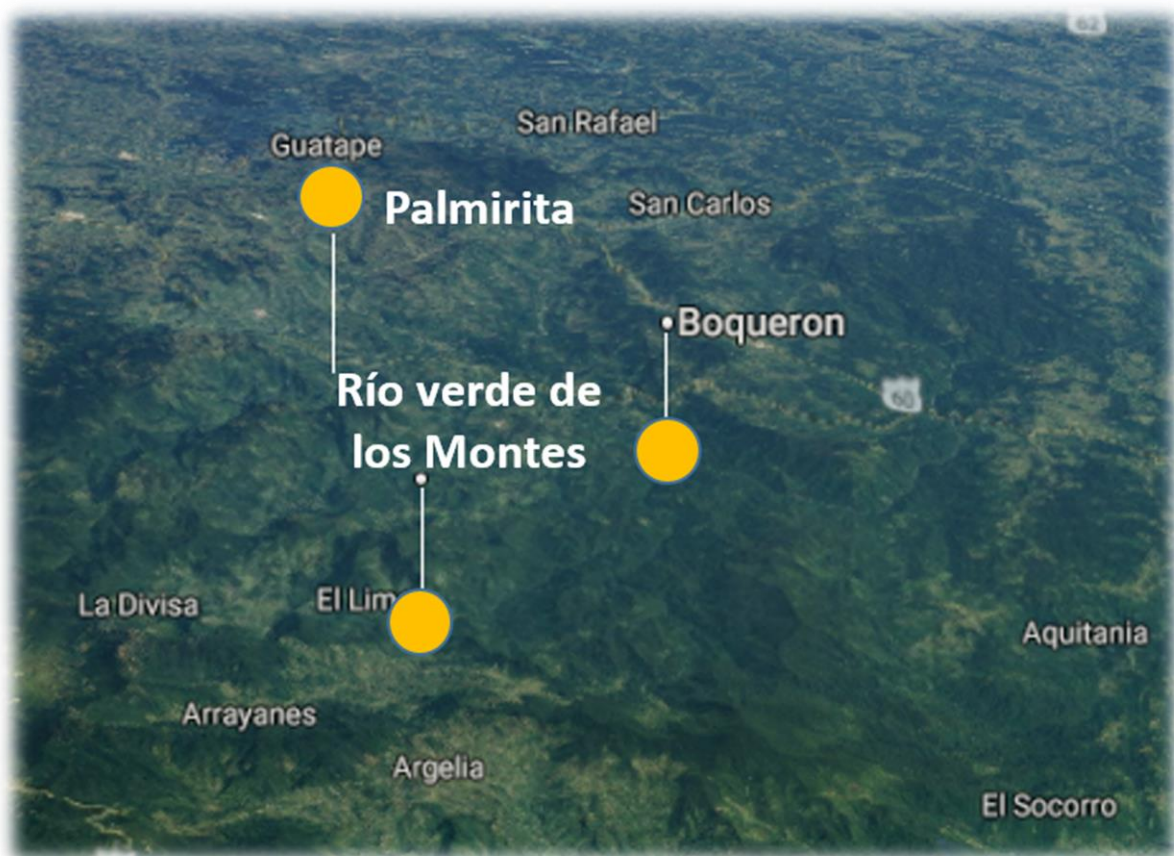 62
San Rafael
Guatape
Palmirita
San Carlos
Boqueron
Río verde de
los Montes
60
La Divisa
El Lim
Aquitania
Arrayanes
Argelia
El Socorro